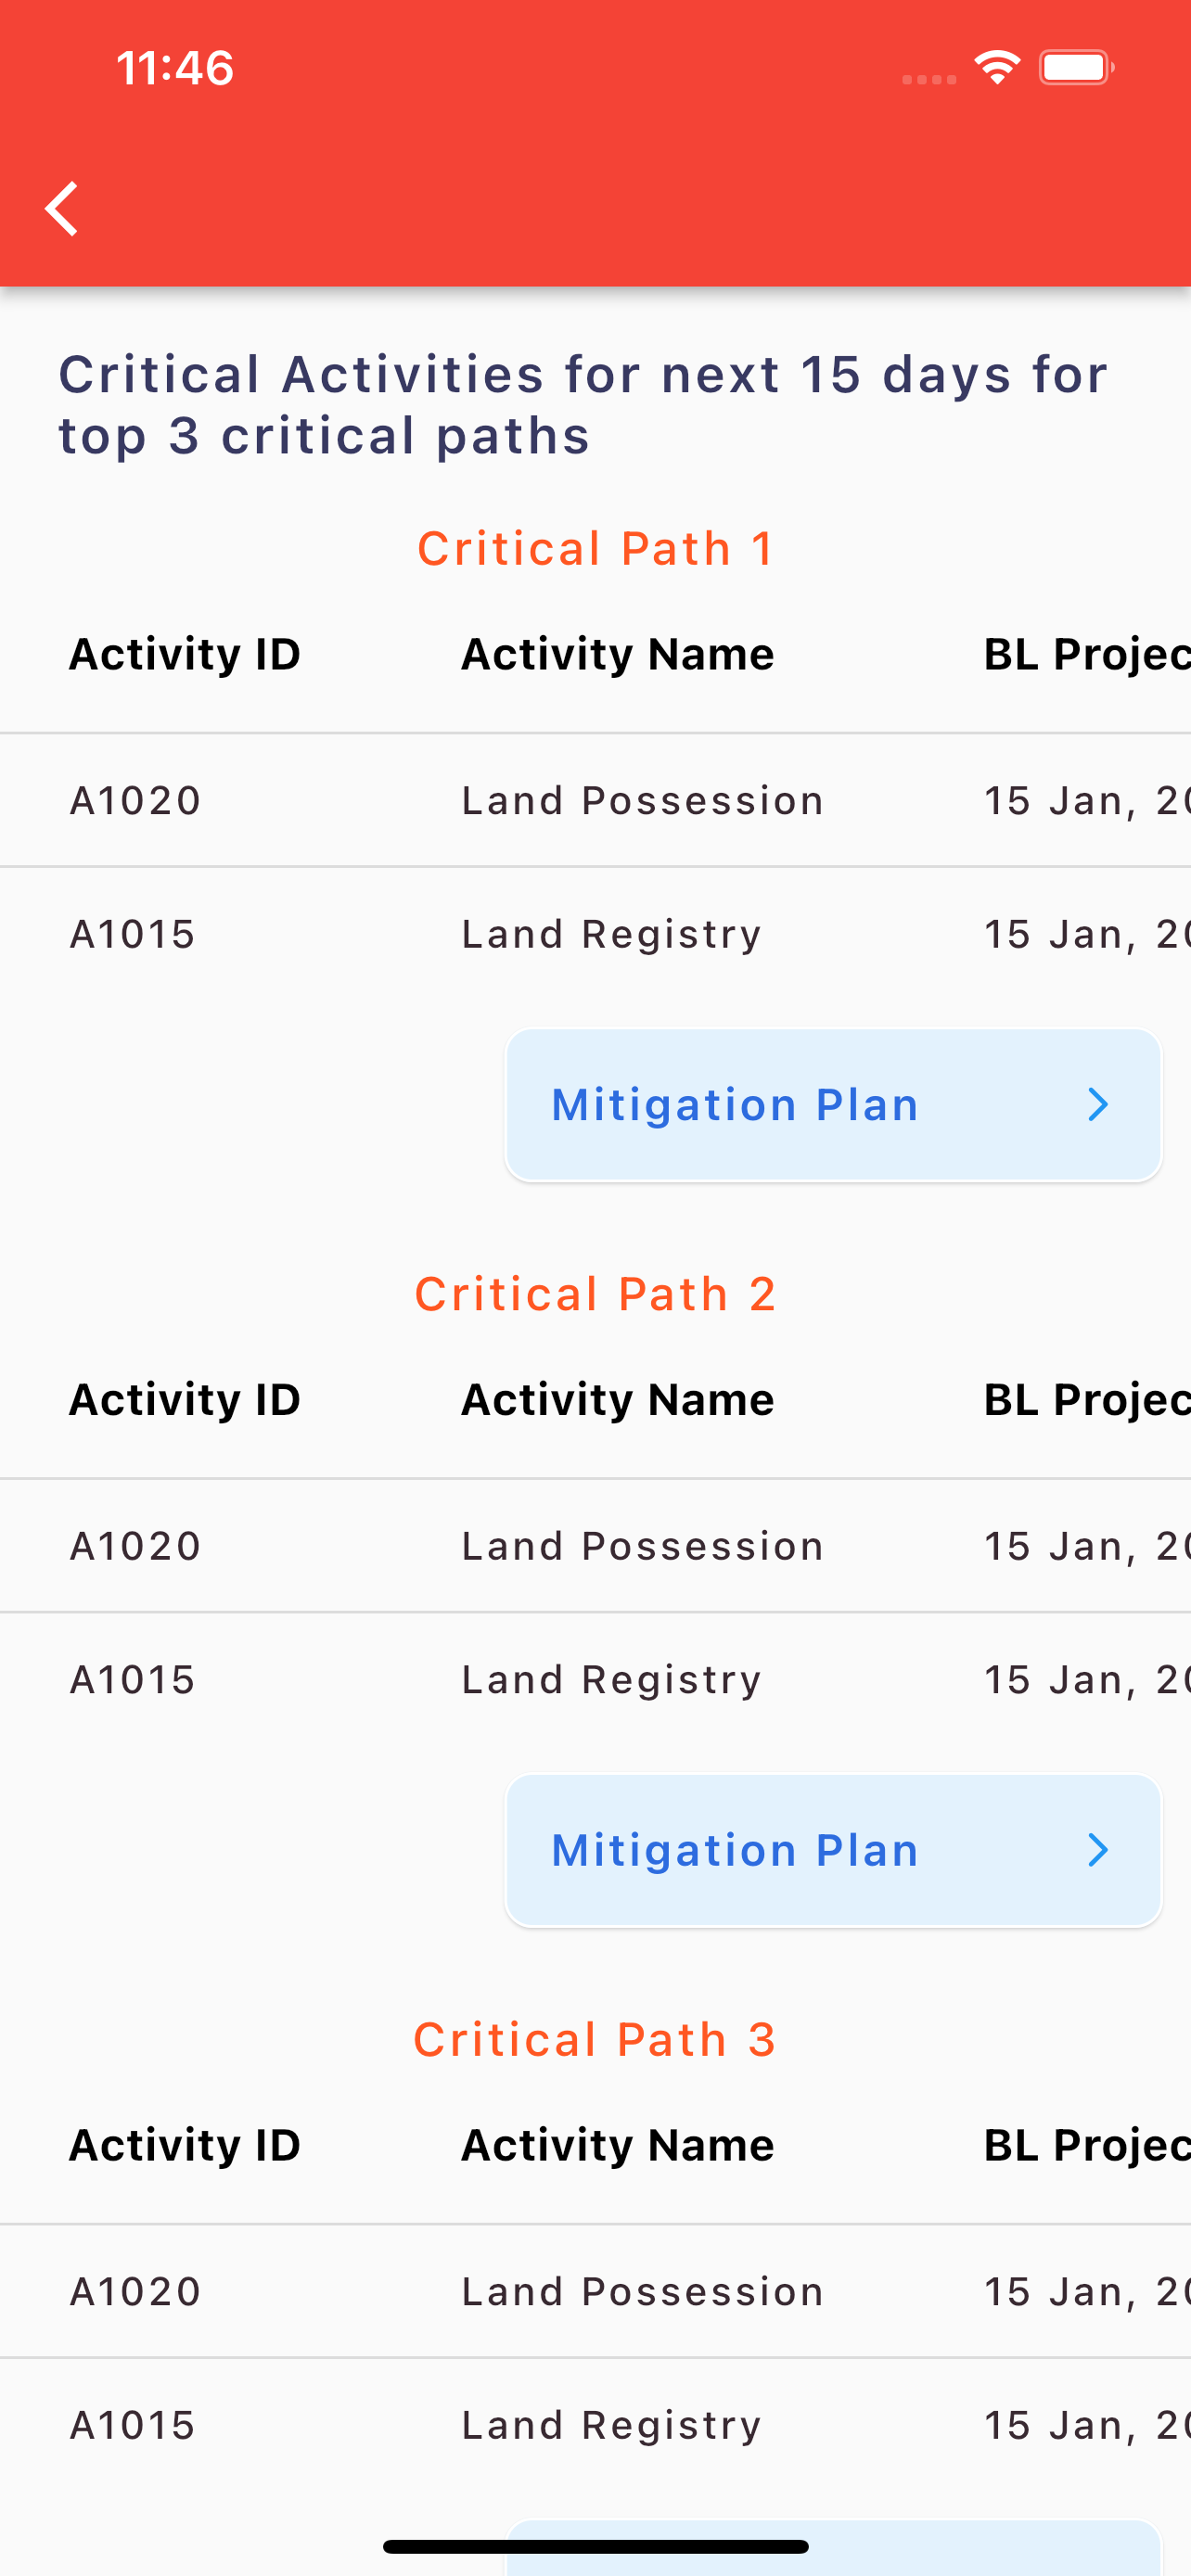 11:46
Critical Activities for next 15 days for
top 3 critical paths
Critical Path 1
Activity ID Activity Name BL Projec
A1020 Land Possession 15 Jan, 20
A1015 Land Registry 15 Jan, 20
Mitigation Plan
Critical Path 2
Activity ID Activity Name BL Projec
A1020 Land Possession 15 Jan, 20
A1015 Land Registry 15 Jan, 20
Mitigation Plan
Critical Path 3
Activity ID Activity Name BL Projec
A1020 Land Possession 15 Jan, 20
A1015 Land Registry 15 Jan, 20